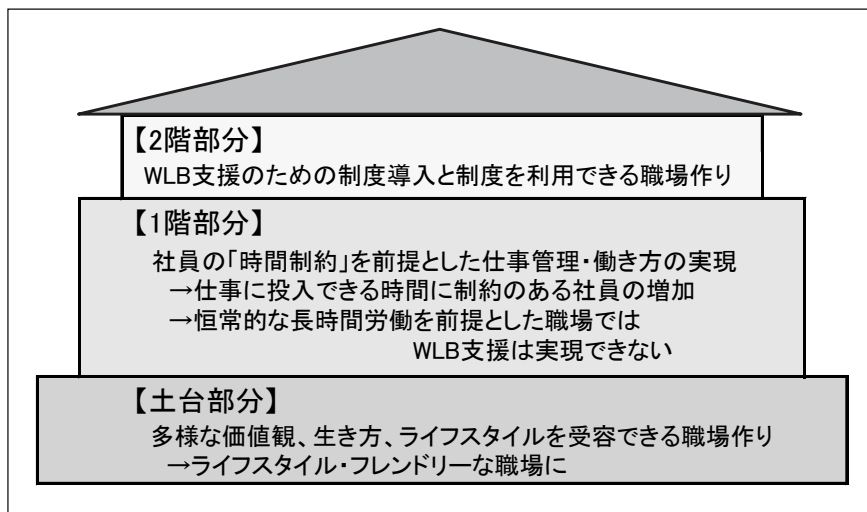 【2階部分】
WLB支援のための制度導入と制度を利用できる職場作り
【1階部分】
社員の「時間制約」を前提とした仕事管理・働き方の実現
→仕事に投入できる時間に制約のある社員の増加
→恒常的な長時間労働を前提とした職場では
WLB支援は実現できない
【土台部分】
多様な価値観、生き方、ライフスタイルを受容できる職場作り
→ライフスタイル・フレンドリーな職場に